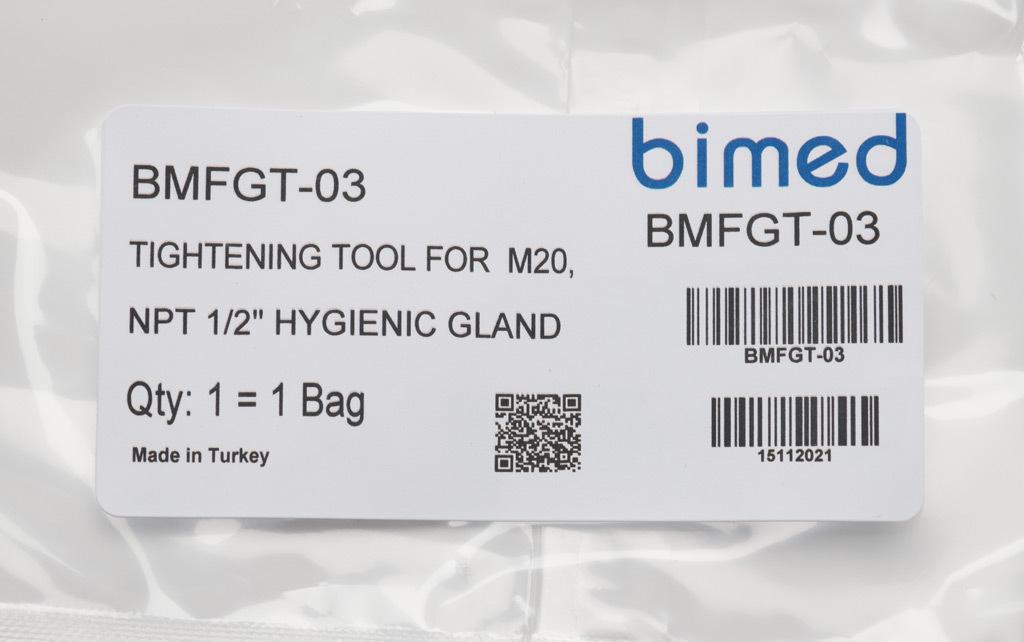 BMFGT-03
TIGHTENING TOOL FOR M20,
NPT 1/2" HYGIENIC GLAND
Qty: 1 = 1 Bag
Made in Turkey
bimed
BMFGT-03
BMFGT-03
15112021